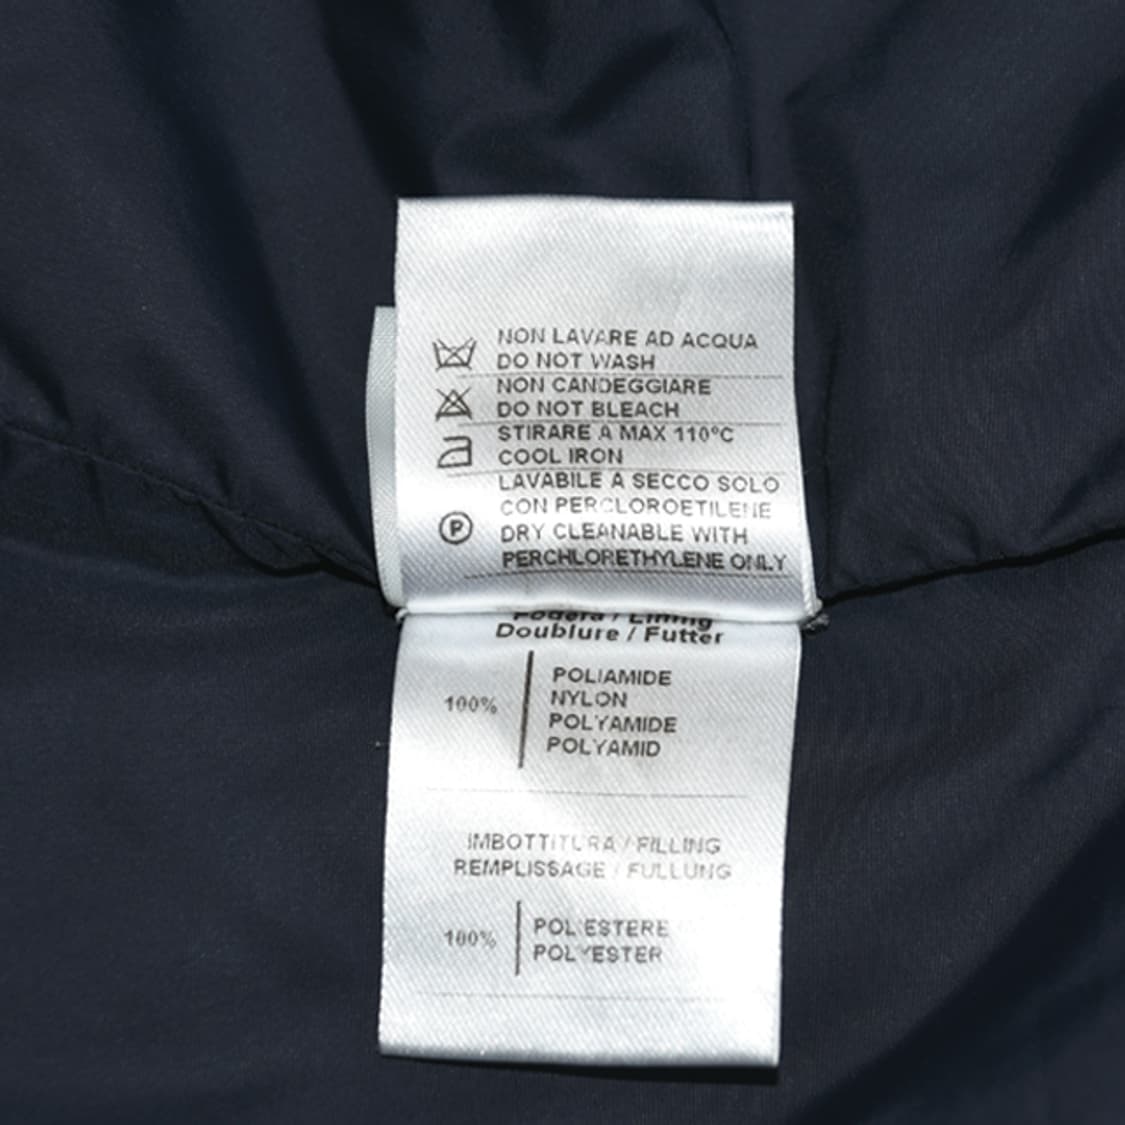 NON LAVARE AD ACQUA
DO NOT WASH
NON CANDEGGIARE
DO NOT BLEACH
STIRARE A MAX 110°C
COOL IRON
LAVABILE A SECCO SOLO
CON PERCLOROETILENE
P
DRY CLEANABLE WITH
PERCHLORETHYLENE ONLY
Fodera / Lining
Doublure / Futter
100%
POLIAMIDE
NYLON
POLYAMIDE
POLYAMID
IMBOTTITURA / FILLING
REMPLISSAGE / FULLUNG
100%
POLIESTERE
POLYESTER